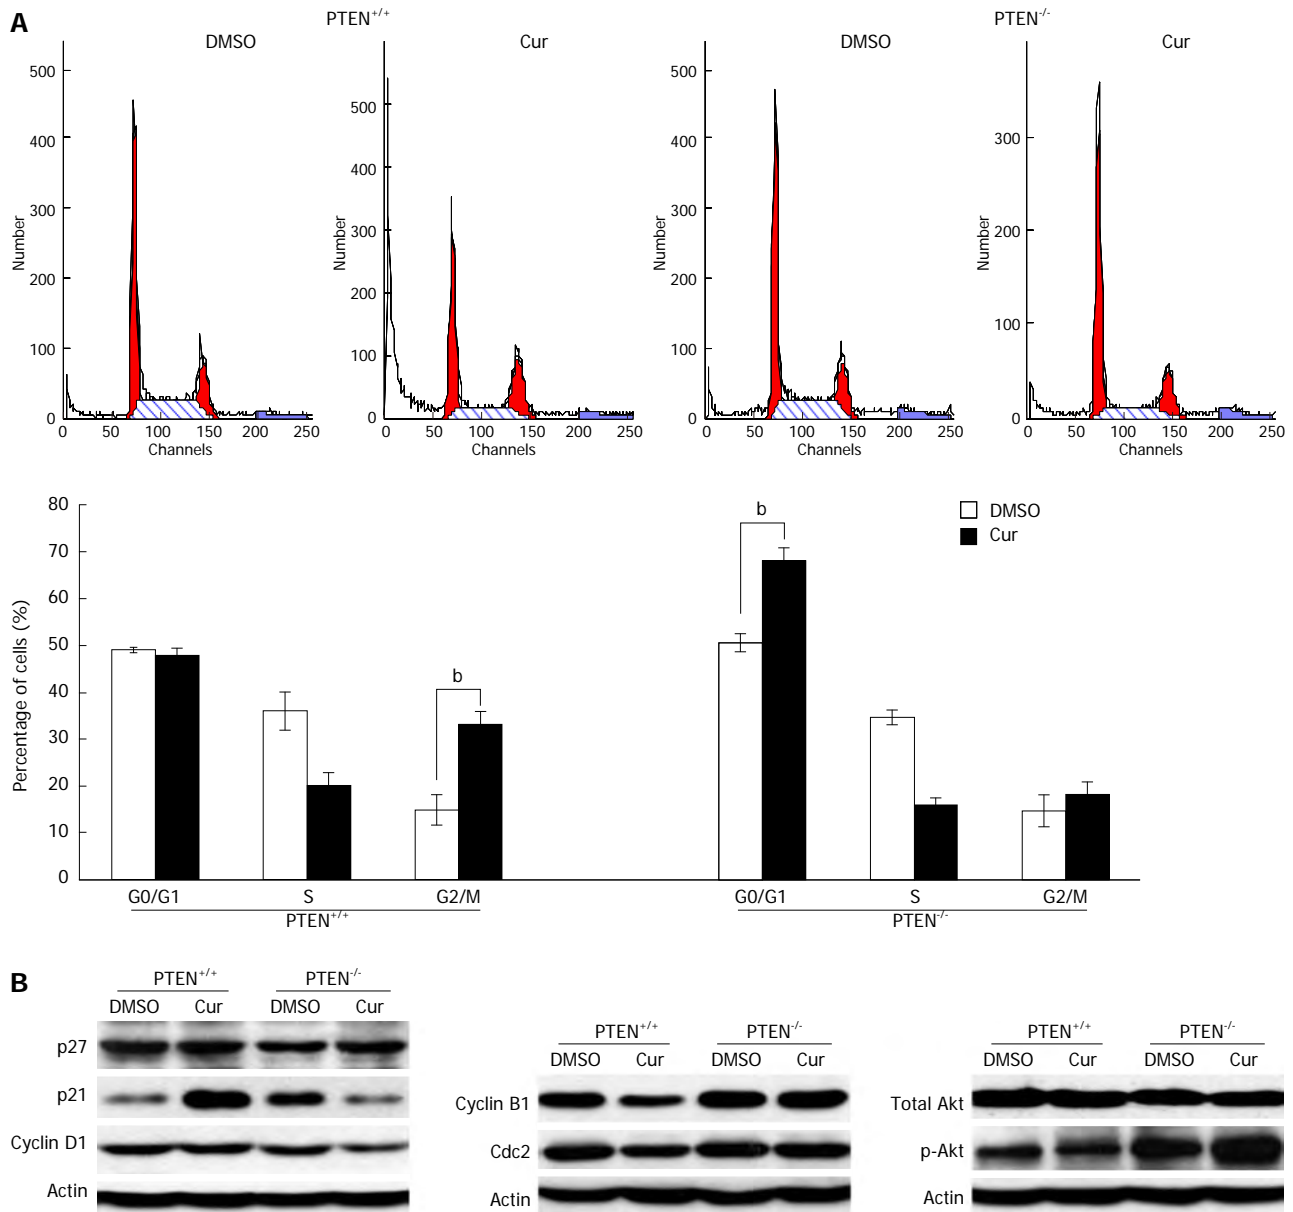 A
PTEN+/+ PTEN-/-
DMSO Cur DMSO Cur
500 400 300 200 100 0
Number
0 50 100 150 200 250
Channels
500 400 300 200 100 0
Number
0 50 100 150 200 250
Channels
500 400 300 200 100 0
Number
0 50 100 150 200 250
Channels
300 200 100 0
Number
0 50 100 150 200 250
Channels
80 70 60 50 40 30 20 10 0
Percentage of cells (%)
b b
DMSO
Cur
G0/G1 S G2/M G0/G1 S G2/M
PTEN+/+ PTEN-/-
B
PTEN+/+ PTEN-/-
DMSO Cur DMSO Cur
p27
p21
Cyclin D1
Actin
PTEN+/+ PTEN-/-
DMSO Cur DMSO Cur
Cyclin B1
Cdc2
Actin
PTEN+/+ PTEN-/-
DMSO Cur DMSO Cur
Total Akt
p-Akt
Actin